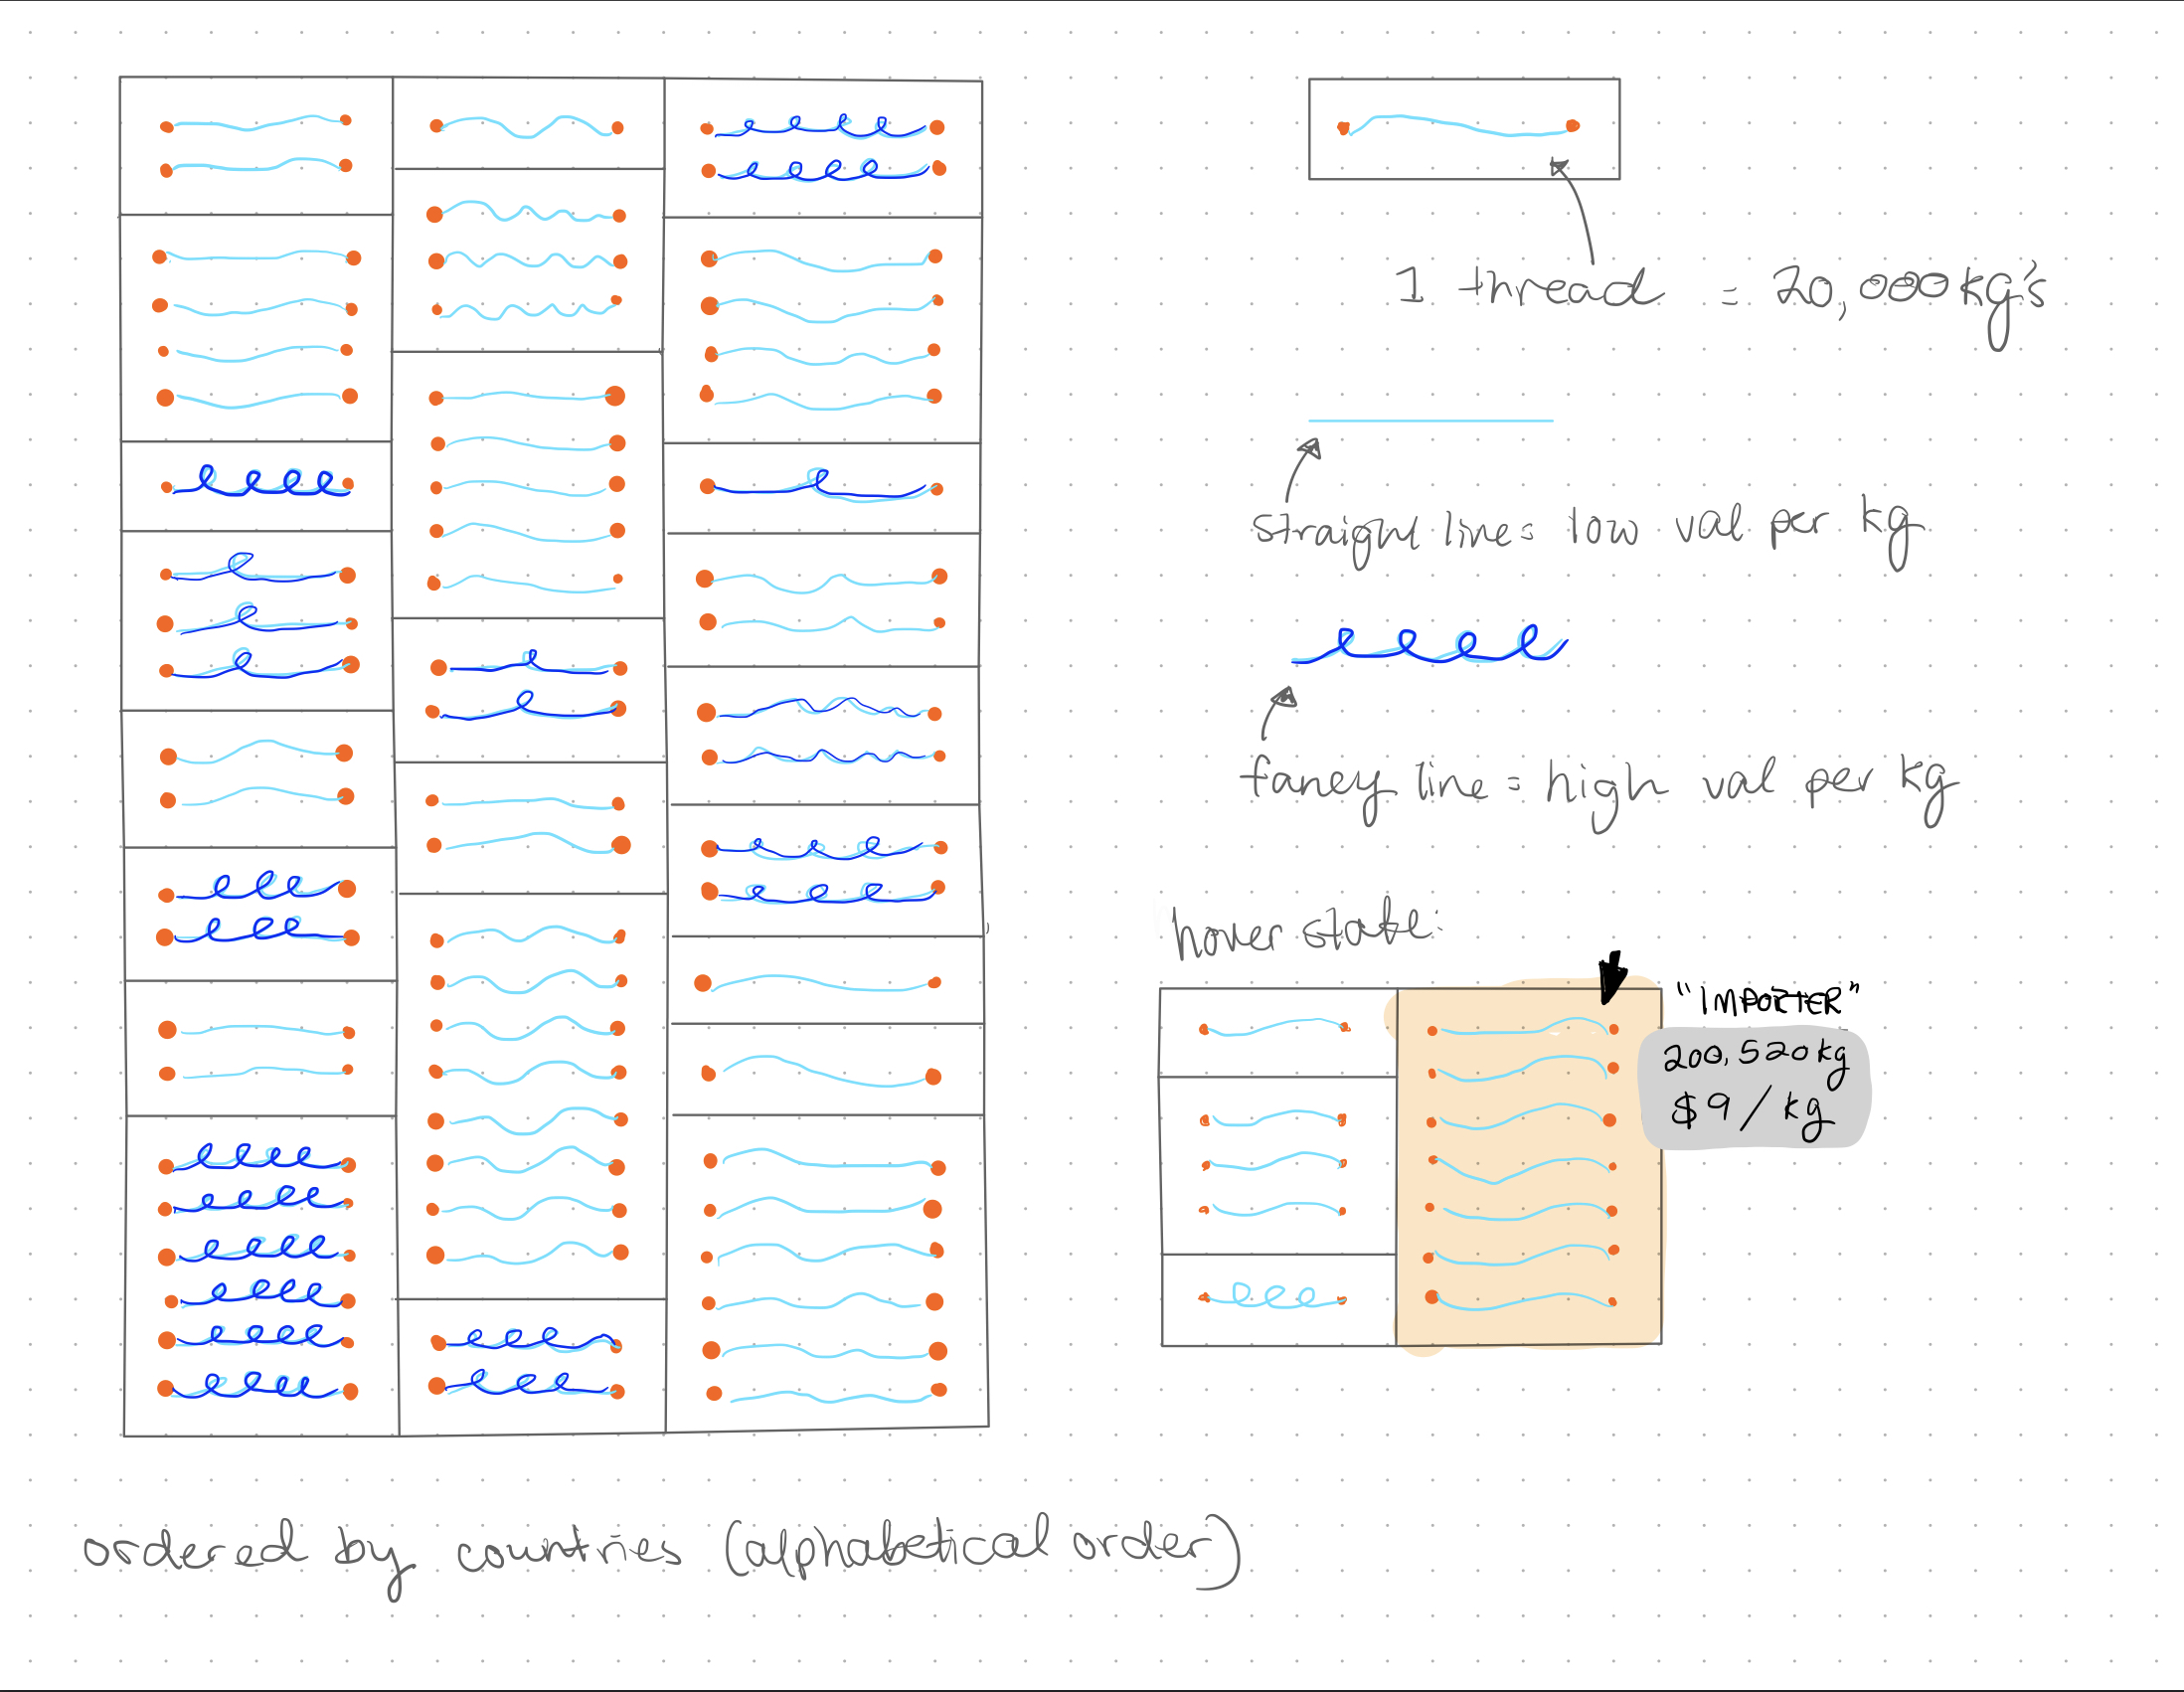 1 thread = 20,000 kg's
straight line = low val per kg
fancy line = high val per kg
hover state:
"IMPORTER"
200,520 kg
$9/kg
ordered by countries (alphabetical order)